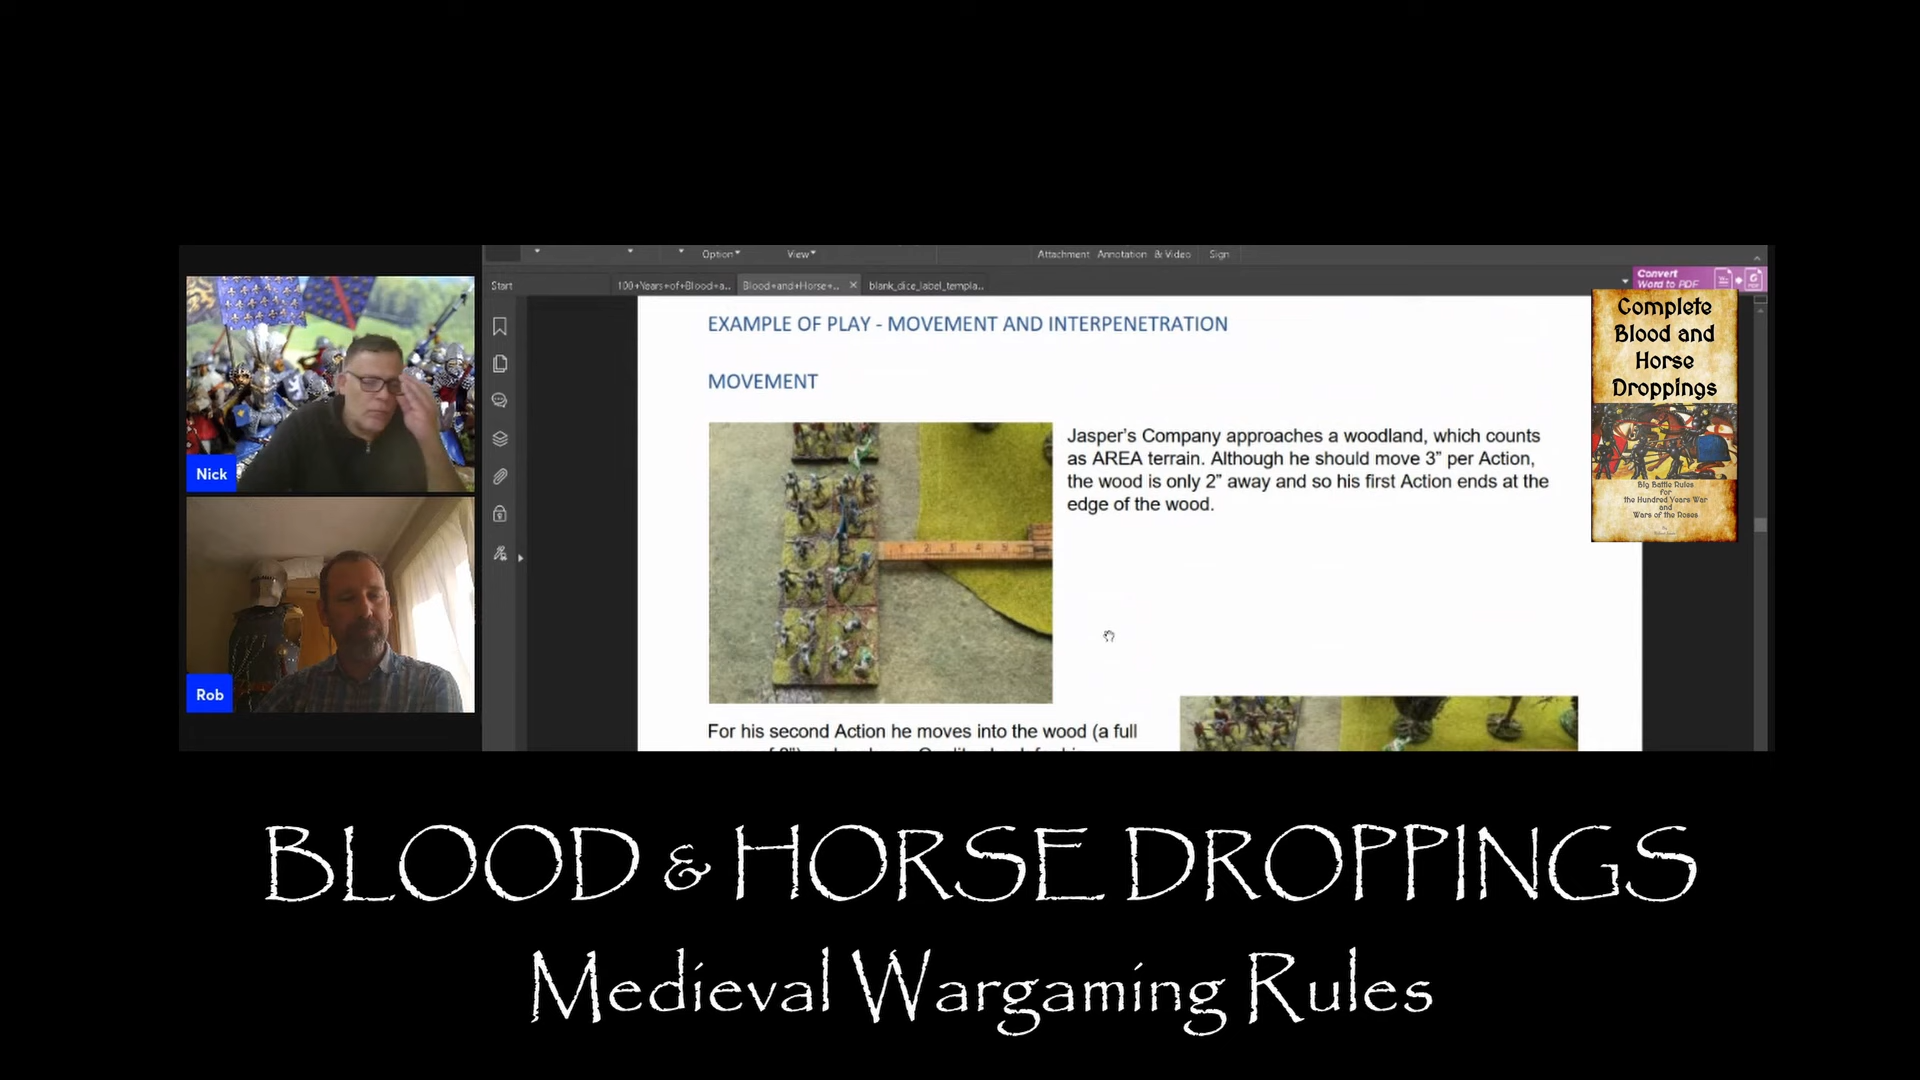 Option
View
Attachment Annotation & Video Sign
Start
100+Years+of+Blood+a..
Blood+and+Horse+..
blank_dice_label_templa..
Convert
Word to PDF
EXAMPLE OF PLAY - MOVEMENT AND INTERPENETRATION
MOVEMENT
Jasper's Company approaches a woodland, which counts
as AREA terrain. Although he should move 3" per Action,
the wood is only 2" away and so his first Action ends at the
edge of the wood.
For his second Action he moves into the wood (a full
Nick
Rob
Complete
Blood and
Horse
Droppings
Big Battle Rules
for
the Hundred Years War
and
Wars of the Roses
BLOOD & HORSE DROPPINGS
Medieval Wargaming Rules